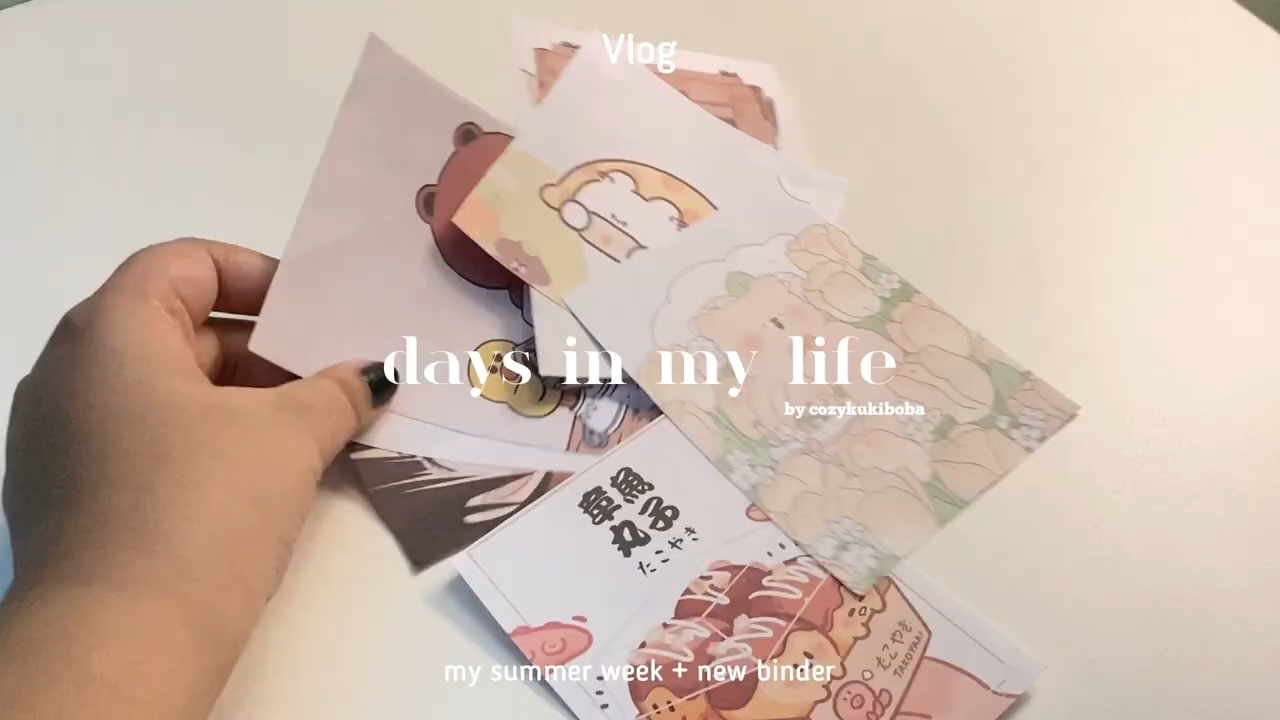 Vlog
days in my life
by cozykukiboba
章魚
丸子
たこやき
たこやき
TAKOYAKI
my summer week + new binder